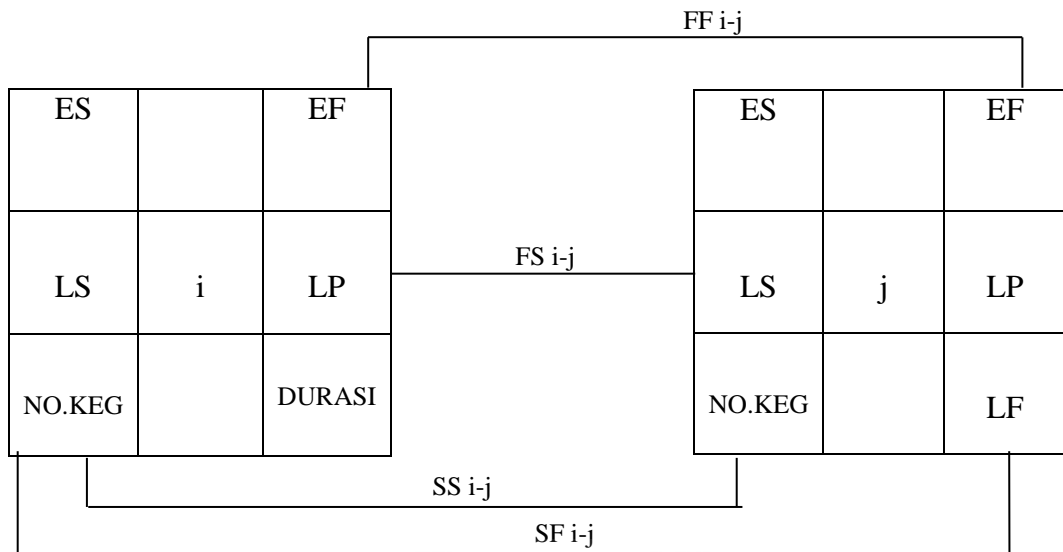 FF i-j
ES EF ES EF
FS i-j
LS i LP LS j LP
NO.KEG DURASI NO.KEG LF
SS i-j
SF i-j